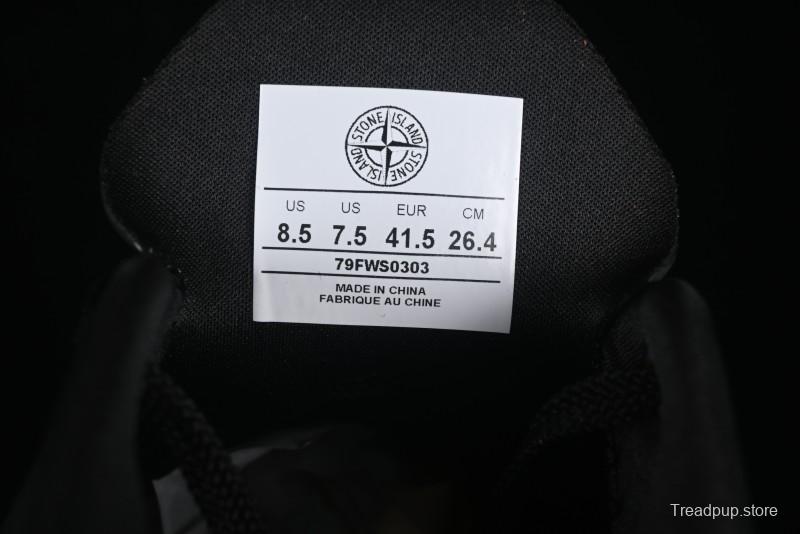 STONE ISLAND STONE ISLAND
US US EUR CM
8.5 7.5 41.5 26.4
79FWS0303
MADE IN CHINA
FABRIQUE AU CHINE
Treadpup.store